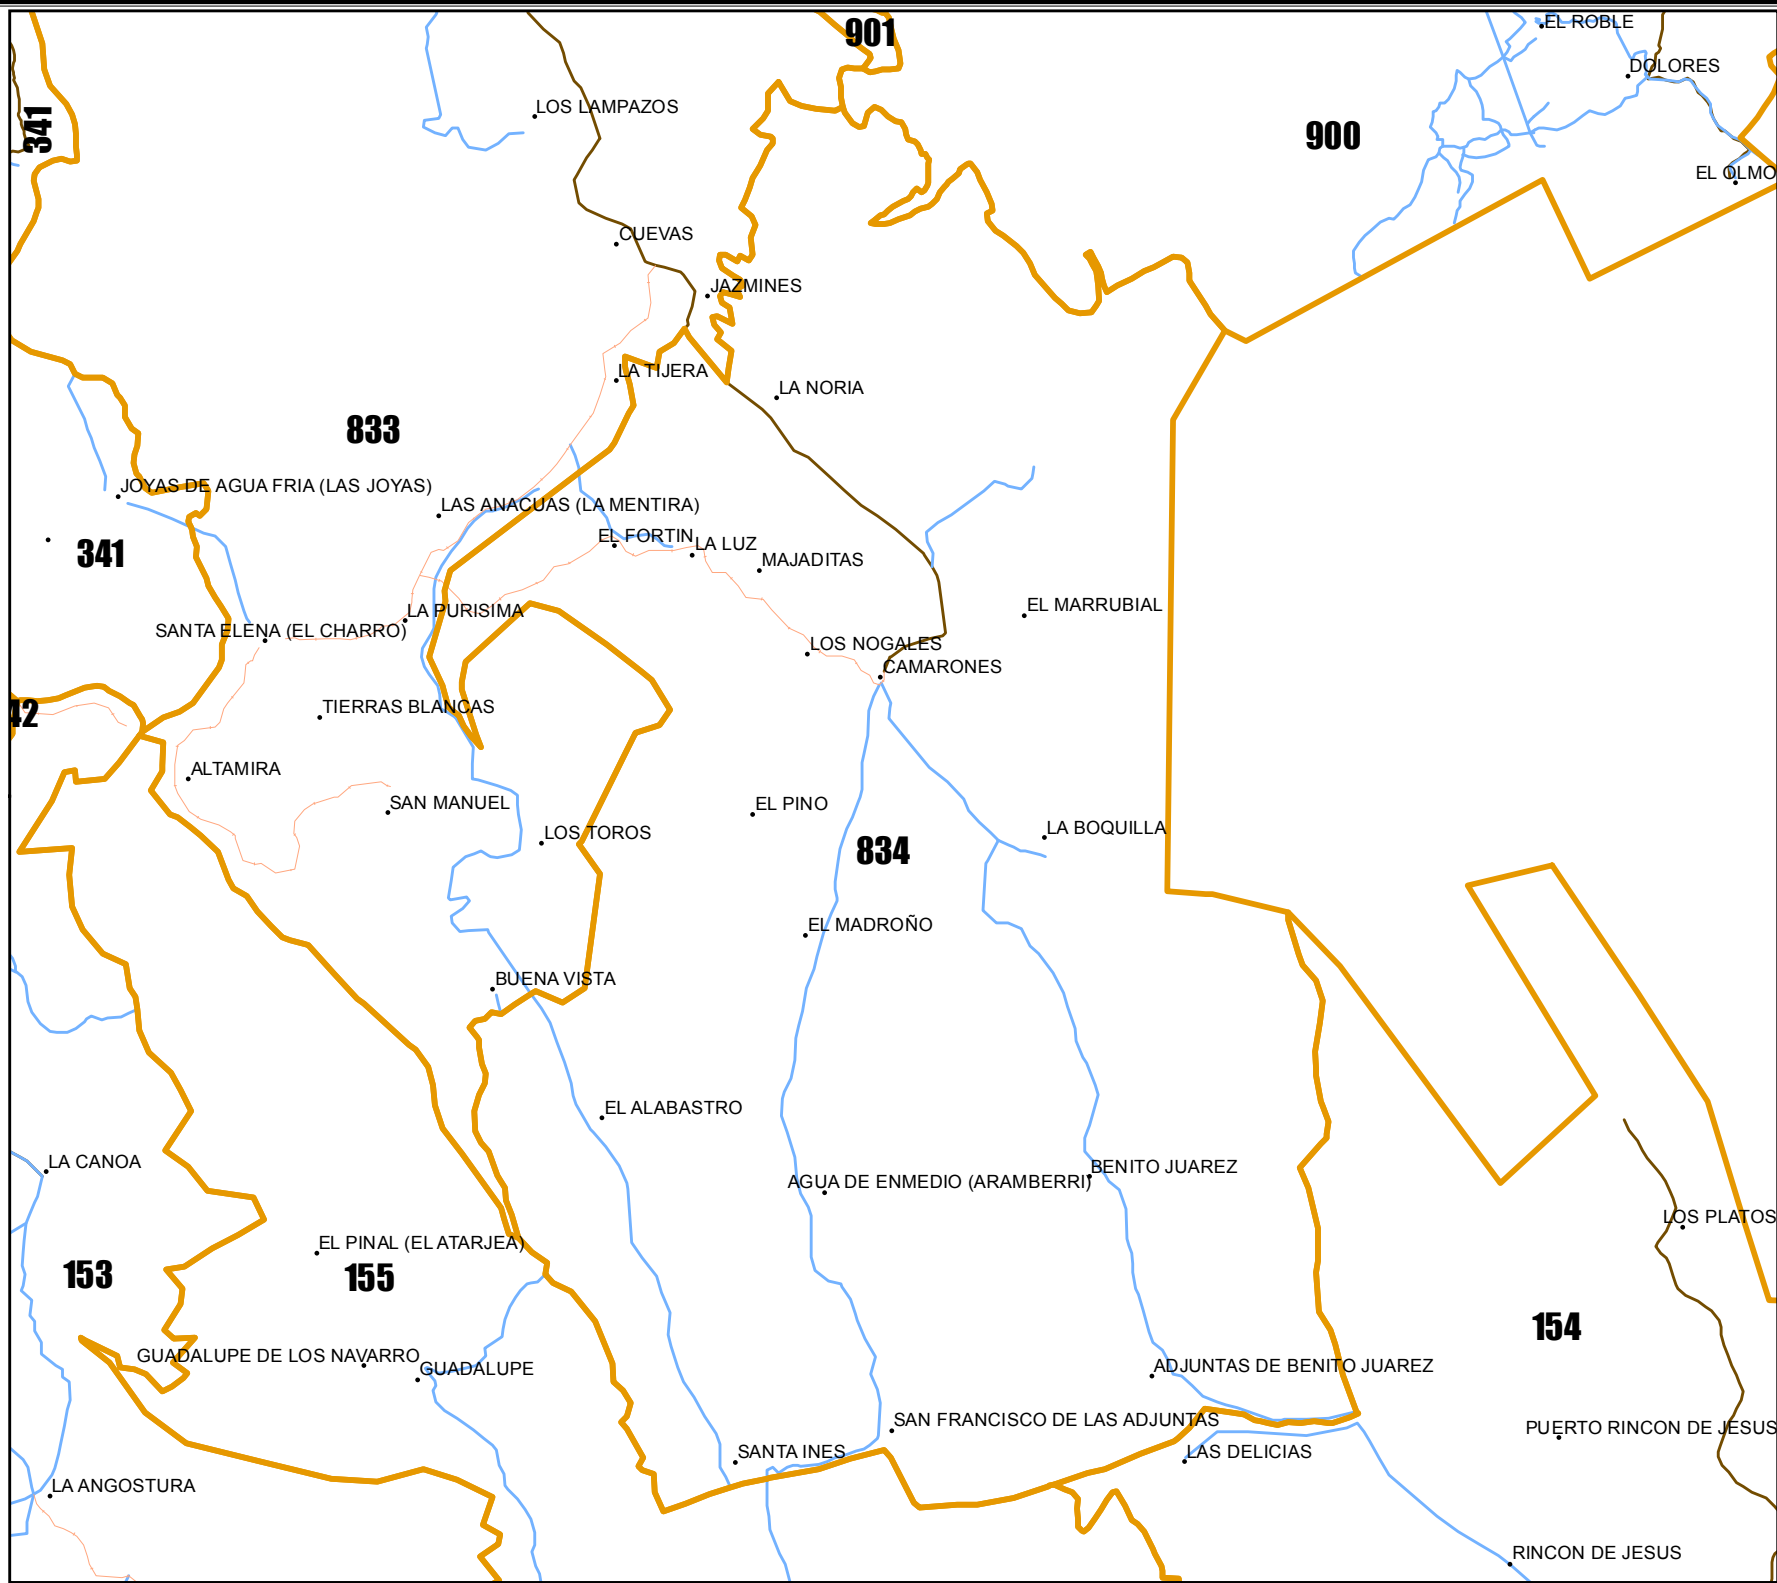 EL ROBLE
901
DOLORES
LOS LAMPAZOS
341
900
EL OLMO
CUEVAS
JAZMINES
LA TIJERA
LA NORIA
833
JOYAS DE AGUA FRIA (LAS JOYAS)
LAS ANACUAS (LA MENTIRA)
EL FORTIN
LA LUZ
341
MAJADITAS
LA PURISIMA
EL MARRUBIAL
SANTA ELENA (EL CHARRO)
LOS NOGALES
CAMARONES
TIERRAS BLANCAS
42
ALTAMIRA
SAN MANUEL
EL PINO
LOS TOROS
LA BOQUILLA
834
EL MADROÑO
BUENA VISTA
EL ALABASTRO
LA CANOA
BENITO JUAREZ
AGUA DE ENMEDIO (ARAMBERRI)
LOS PLATOS
EL PINAL (EL ATARJEA)
153
155
154
GUADALUPE DE LOS NAVARRO
GUADALUPE
ADJUNTAS DE BENITO JUAREZ
SAN FRANCISCO DE LAS ADJUNTAS
PUERTO RINCON DE JESUS
SANTA INES
LAS DELICIAS
LA ANGOSTURA
RINCON DE JESUS